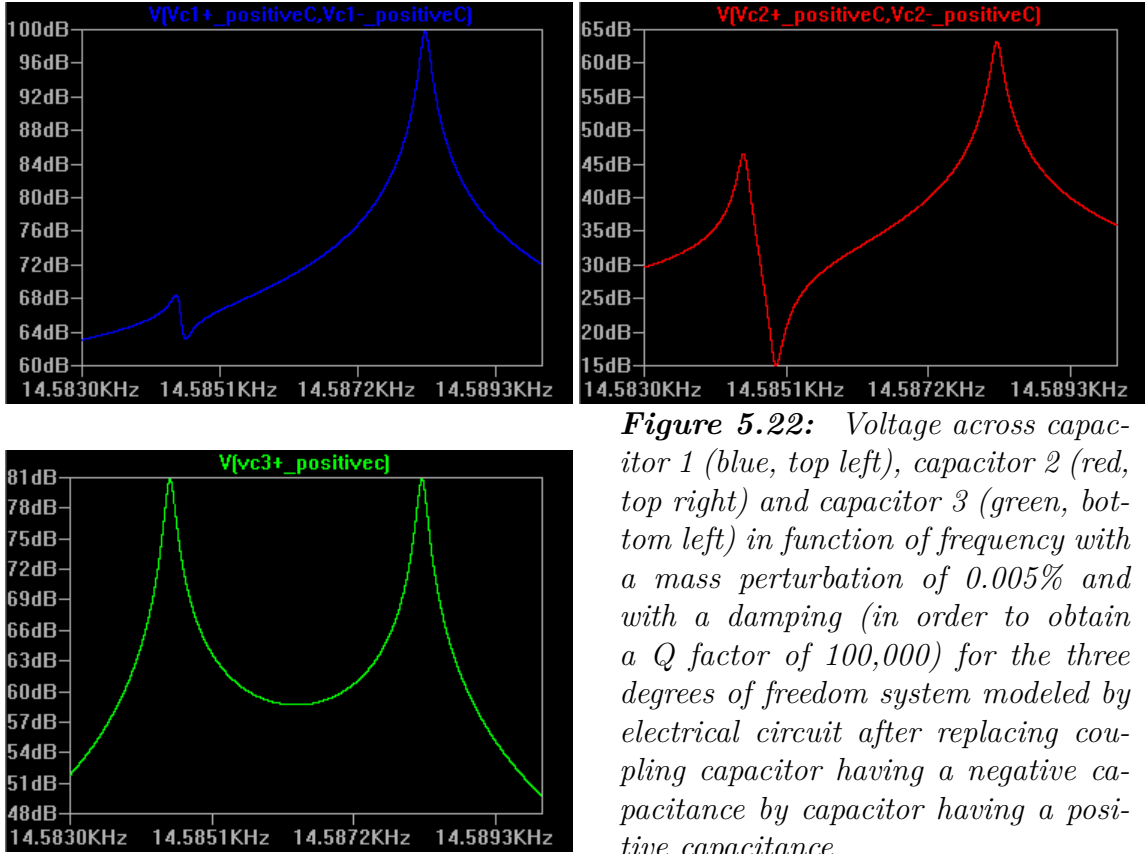 V(Vc1+_positiveC,Vc1-_positiveC)
100dB
96dB
92dB
88dB
84dB
80dB
76dB
72dB
68dB
64dB
60dB
14.5830KHz 14.5851KHz 14.5872KHz 14.5893KHz
V(Vc2+_positiveC,Vc2-_positiveC)
65dB
60dB
55dB
50dB
45dB
40dB
35dB
30dB
25dB
20dB
15dB
14.5830KHz 14.5851KHz 14.5872KHz 14.5893KHz
V(vc3+_positivec)
81dB
78dB
75dB
72dB
69dB
66dB
63dB
60dB
57dB
54dB
51dB
48dB
14.5830KHz 14.5851KHz 14.5872KHz 14.5893KHz
Figure 5.22: Voltage across capac-
itor 1 (blue, top left), capacitor 2 (red,
top right) and capacitor 3 (green, bot-
tom left) in function of frequency with
a mass perturbation of 0.005% and
with a damping (in order to obtain
a Q factor of 100,000) for the three
degrees of freedom system modeled by
electrical circuit after replacing cou-
pling capacitor having a negative ca-
pacitance by capacitor having a posi-
tive capacitance